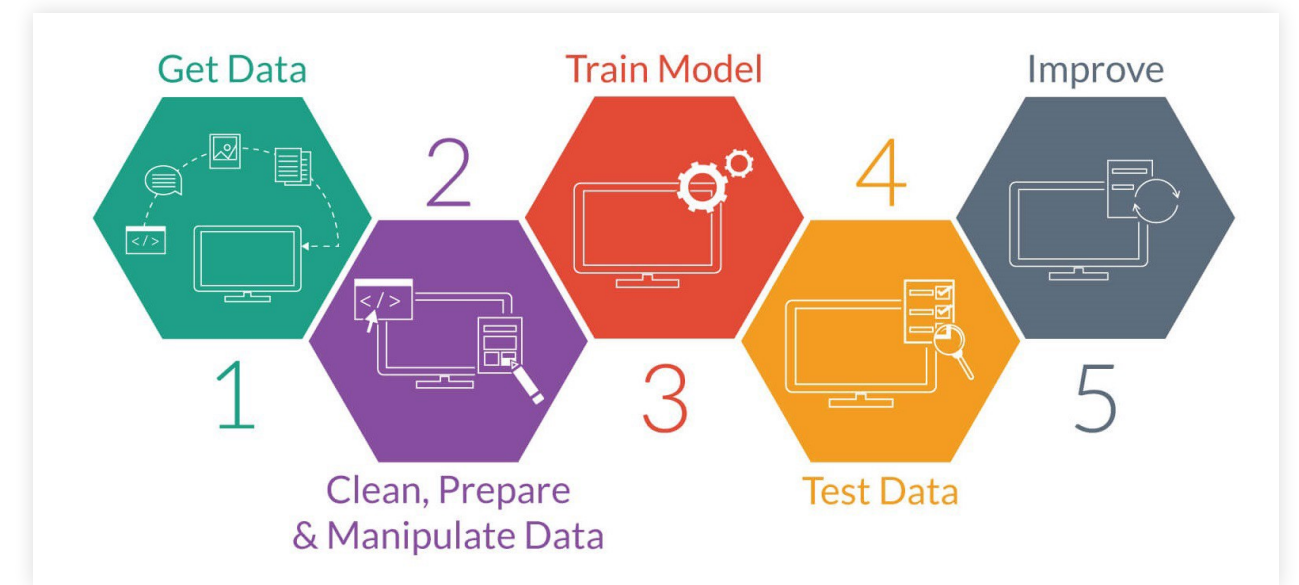 Get Data
1
2
Clean, Prepare
& Manipulate Data
Train Model
3
4
Test Data
Improve
5
</>
</>